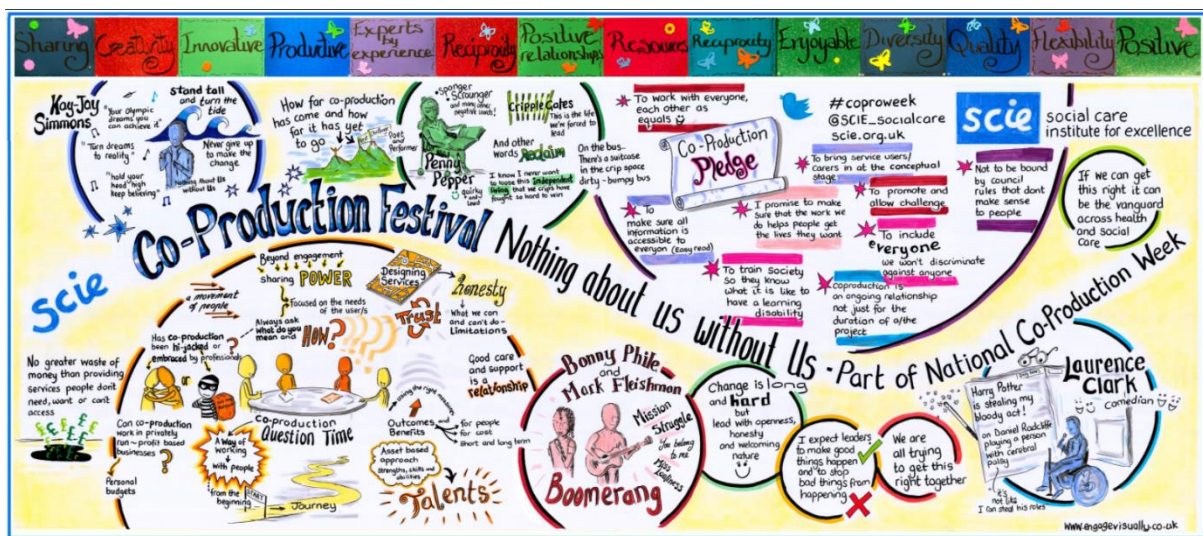 Sharing
Creativity
Innovative
Productive
Experts
by
experience
Reciprocity
Positive
relationships
Resources
Reciprocity
Enjoyable
Diversity
Quality
Flexibility
Positive
Kay-Joy
Simmons
Stand tall
and turn the
tide
"Your Olympic
dreams you
can achieve it"
"Turn dreams
to reality"
"hold your
head high
keep believing"
Never give up
to make the
change
Nothing About Us
without Us
How far co-production
has come and how
far it has yet
to go
Poet
and
Performer
Sponger
Scrounger
and many other
negative words!
Penny
Pepper
quirky
and
lewd
Cripple Gates
This is the life
we're forced to
lead
And other
words Reclaim
I know I never want
to loose this Independent
living that we crips have
fought so hard to win
On the bus...
There's a suitcase
in the crip space
dirty - bumpy bus
To work with everyone,
each other as
equals
Co-Production
Pledge
#coproweek
@SCIE_socialcare
scie.org.uk
scie
social care
institute for excellence
To bring service users/
carers in at the conceptual
stage
Not to be bound
by council
rules that dont
make sense
to people
To
make sure all
information is
accessible to
everyon (easy read)
I promise to make
sure that the work we
do helps people get
the lives they want
To promote and
allow challenge
To include
everyone
we won't discriminate
against anyone
To train society
so they know
what it is like to
have a learning
disability
coproduction is
an ongoing relationship
not just for the
duration of a/the
project
If we can get
this right it can
be the vanguard
across health
and social
care
Co-Production Festival Nothing about us without Us - Part of National Co-Production Week
scie
a movement
of people
Beyond engagement
sharing POWER
focused on the needs
of the user/s
Always ask
what do you
mean and HOW?
Designing
Services
Trust
Honesty
What we can
and can't do -
Limitations
Has co-production
been hi-jacked or
embraced by professionals
?
or
No greater waste of
money than providing
services people don't
need, want or can't
access
£ £ £ £ £
Can co-production
work in privately
run - profit based
businesses
?
Personal
budgets
Co-production
Question Time
A way of
working
with people
from the
beginning
START
Journey
Good care
and support
is a
relationship
Outcomes
Benefits
for people
for cost
Short and long term
Asset based
approach
strengths, skills and
abilities
Talents
Bonny Phile
and
Mark Fleishman
Mission
Struggle
You belong
to me
Miss
Ugliness
Boomerang
Change is long
and hard
but
lead with openness,
honesty
and welcoming
nature
I expect leaders
to make good
things happen
and to stop
bad things from
happening
We are
all trying
to get this
right together
Harry Potter
is stealing my
bloody act!
on Daniel Radcliffe
playing a person
with cerebral
palsy
it's
not like
I can steal his roles
Laurence
Clark
comedian
www.engagevisually.co.uk